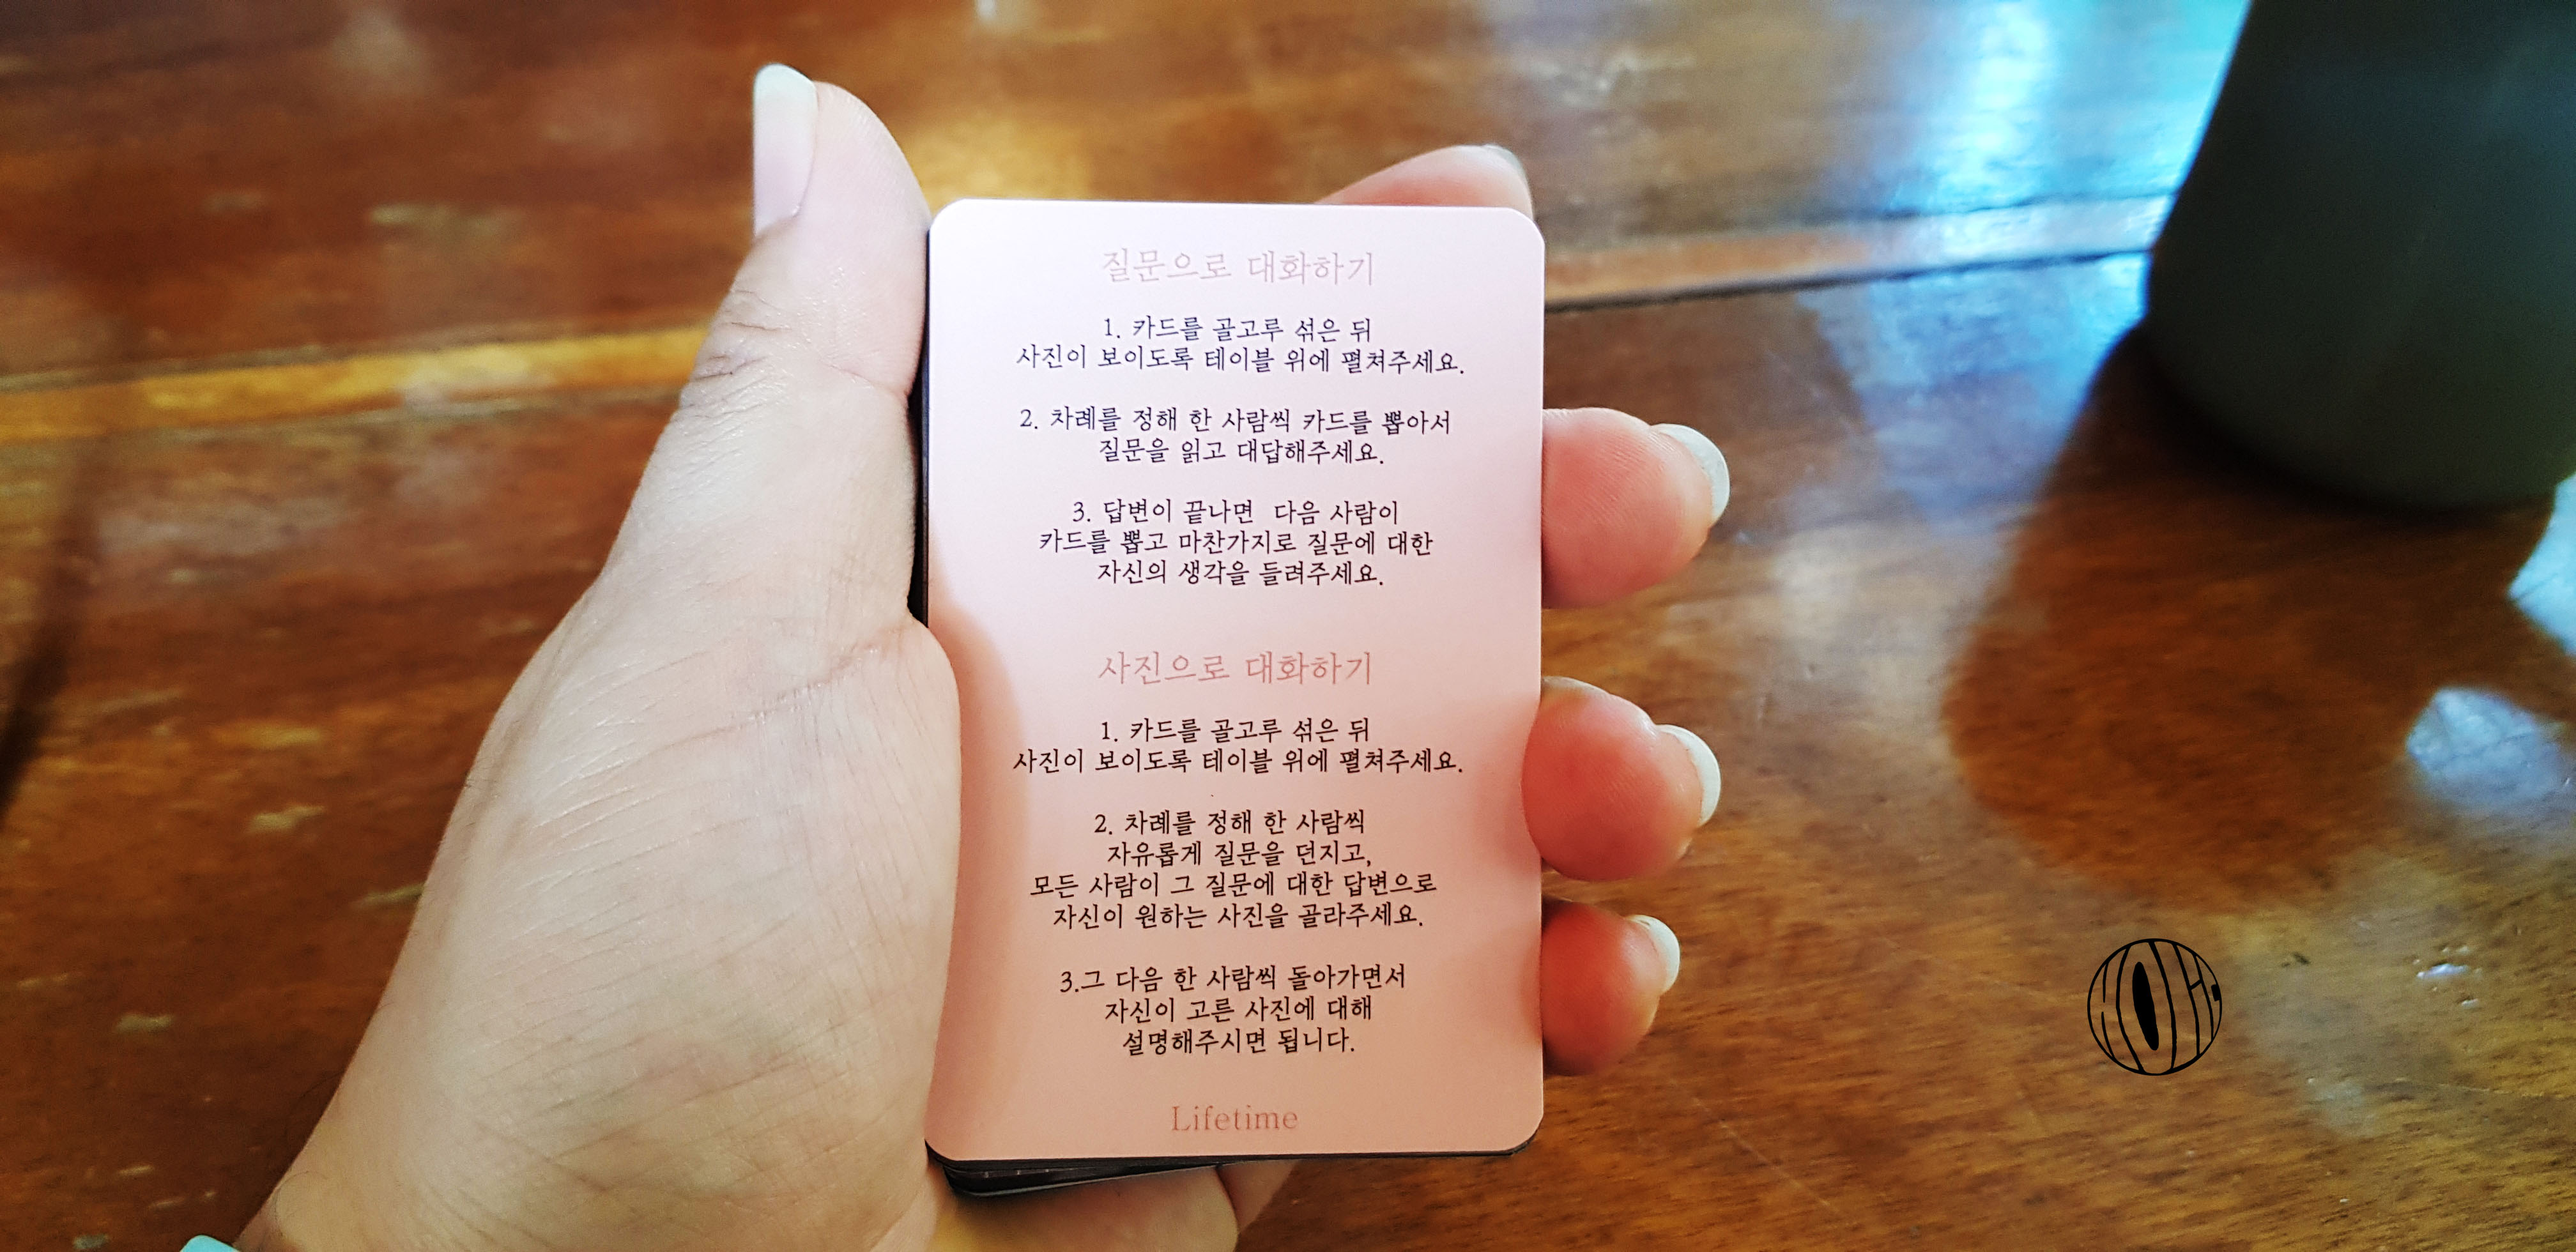 질문으로 대화하기
1. 카드를 골고루 섞은 뒤
사진이 보이도록 테이블 위에 펼쳐주세요.
2. 차례를 정해 한 사람씩 카드를 뽑아서
질문을 읽고 대답해주세요.
3. 답변이 끝나면 다음 사람이
카드를 뽑고 마찬가지로 질문에 대한
자신의 생각을 들려주세요.
사진으로 대화하기
1. 카드를 골고루 섞은 뒤
사진이 보이도록 테이블 위에 펼쳐주세요.
2. 차례를 정해 한 사람씩
자유롭게 질문을 던지고,
모든 사람이 그 질문에 대한 답변으로
자신이 원하는 사진을 골라주세요.
3.그 다음 한 사람씩 돌아가면서
자신이 고른 사진에 대해
설명해주시면 됩니다.
Lifetime
HOLIC